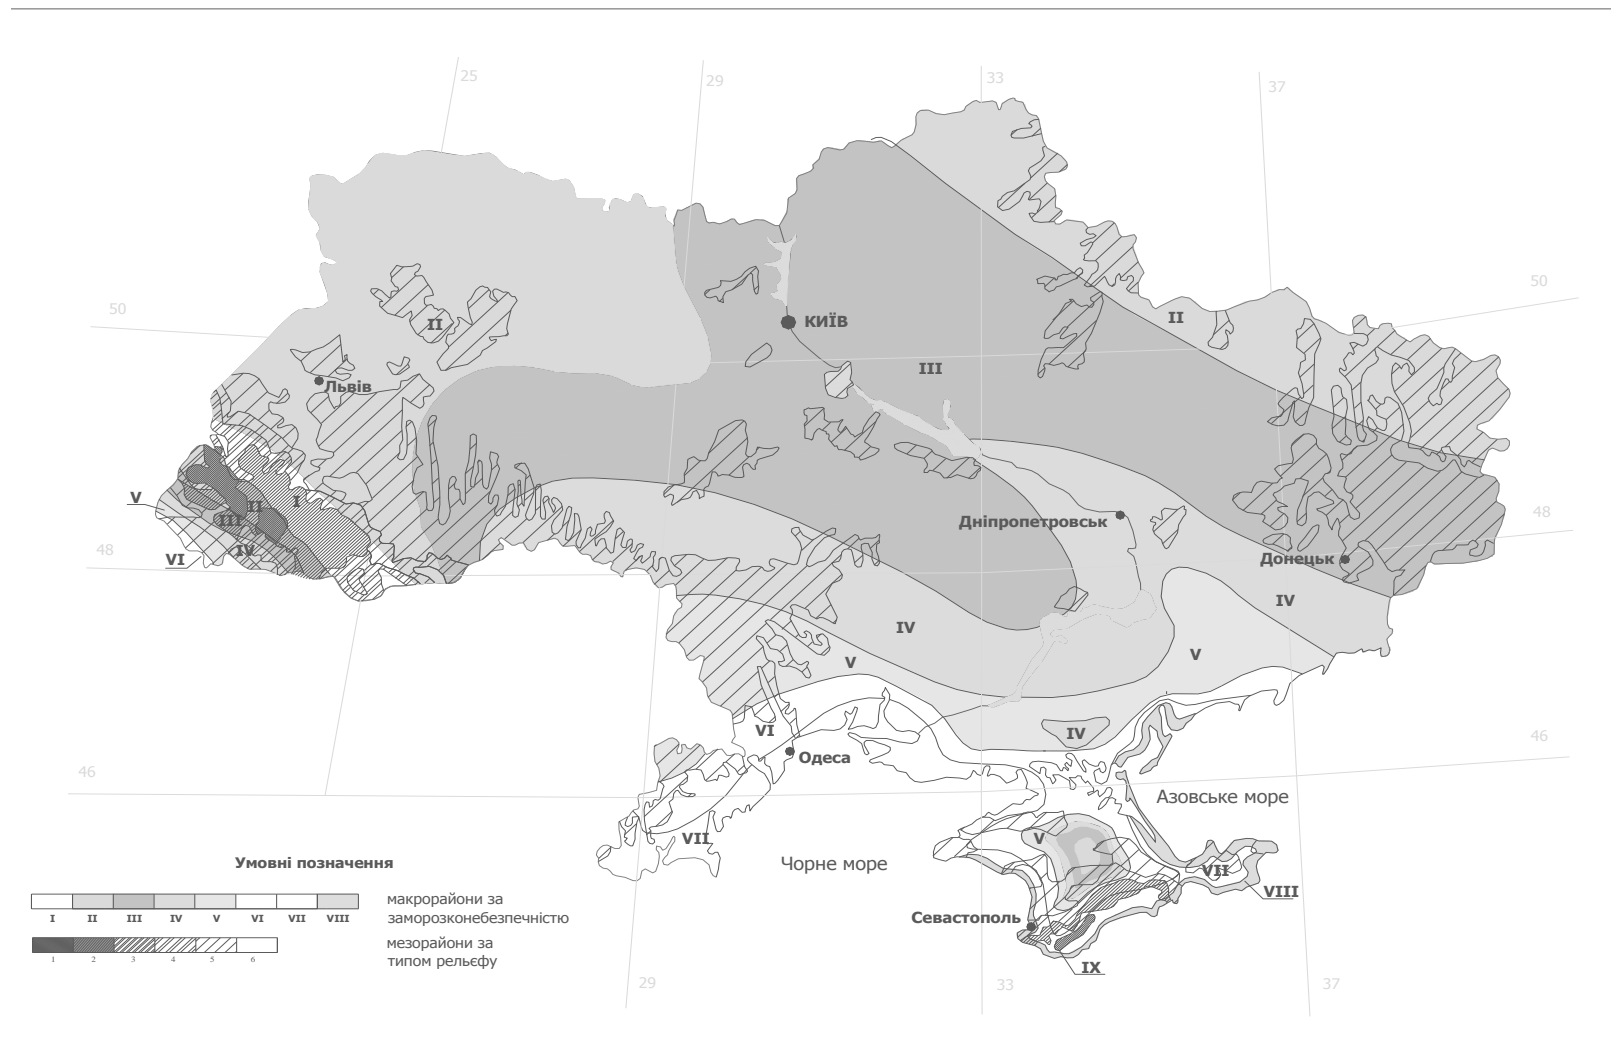 25
29
33
37
50
50
II
II
КИЇВ
III
Львів
I
II
V
III
Дніпропетровськ
48
IV
48
VI
Донецьк
IV
IV
V
V
VI
IV
46
Одеса
46
Азовське море
VII
V
Чорне море
VII
VIII
Севастополь
IX
29
33
37
Умовні позначення
макрорайони за
заморозконебезпечністю
I II III IV V VI VII VIII
мезорайони за
типом рельєфу
1 2 3 4 5 6